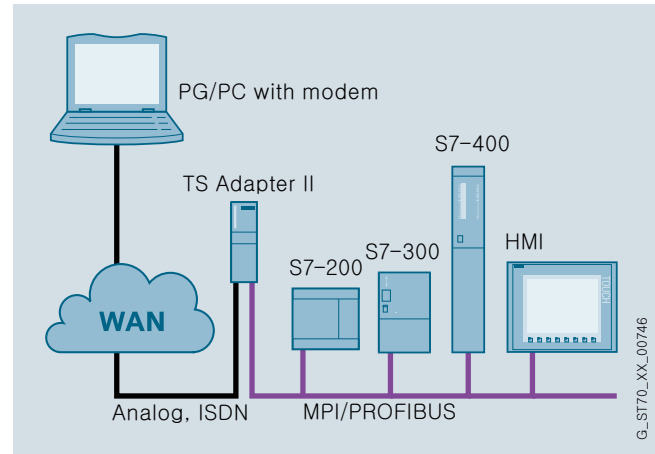 PG/PC with modem
S7-400
TS Adapter II
HMI
S7-300
S7-200
TOUCH
WAN
Analog, ISDN
MPI/PROFIBUS
G_ST70_XX_00746